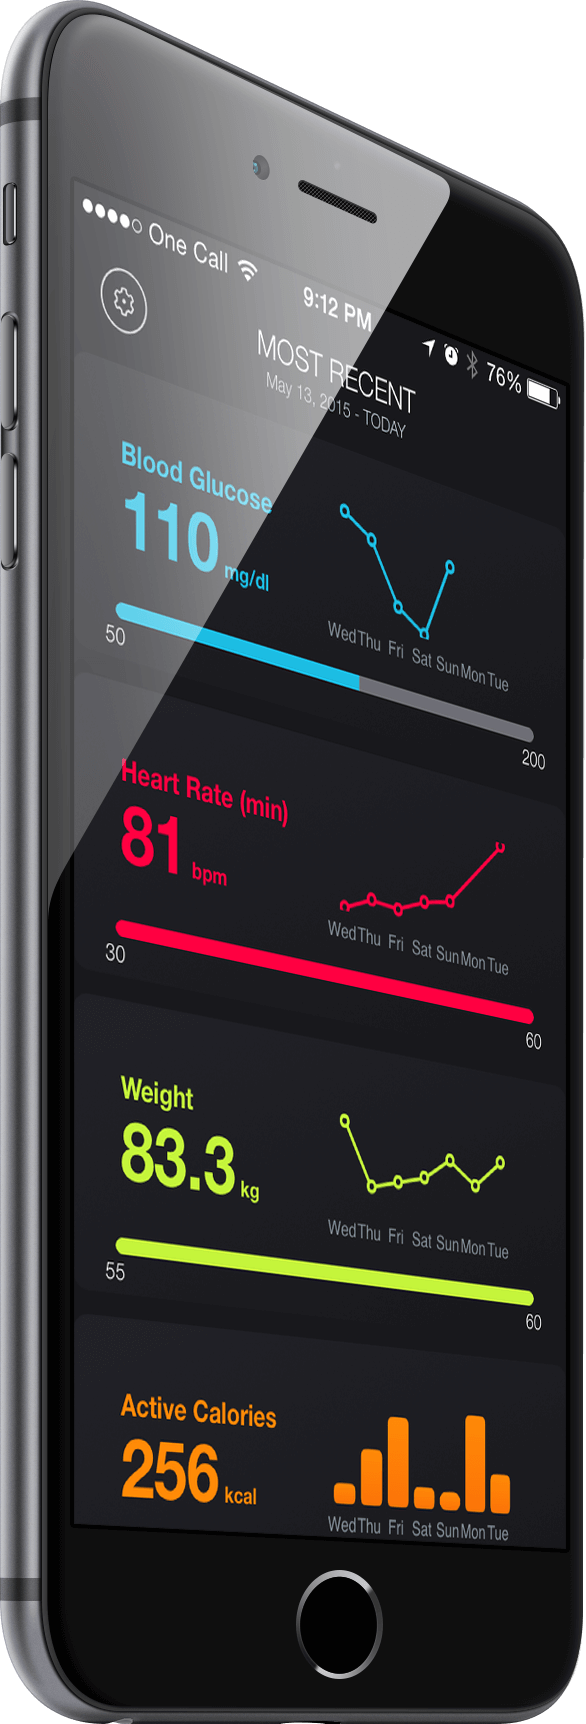 One Call 9:12 PM 76%
MOST RECENT
May 13, 2015 - TODAY
Blood Glucose
110 mg/dl
Wed Thu Fri Sat Sun Mon Tue
50 200
Heart Rate (min)
81 bpm
Wed Thu Fri Sat Sun Mon Tue
30 60
Weight
83.3 kg
Wed Thu Fri Sat Sun Mon Tue
55 60
Active Calories
256 kcal
Wed Thu Fri Sat Sun Mon Tue